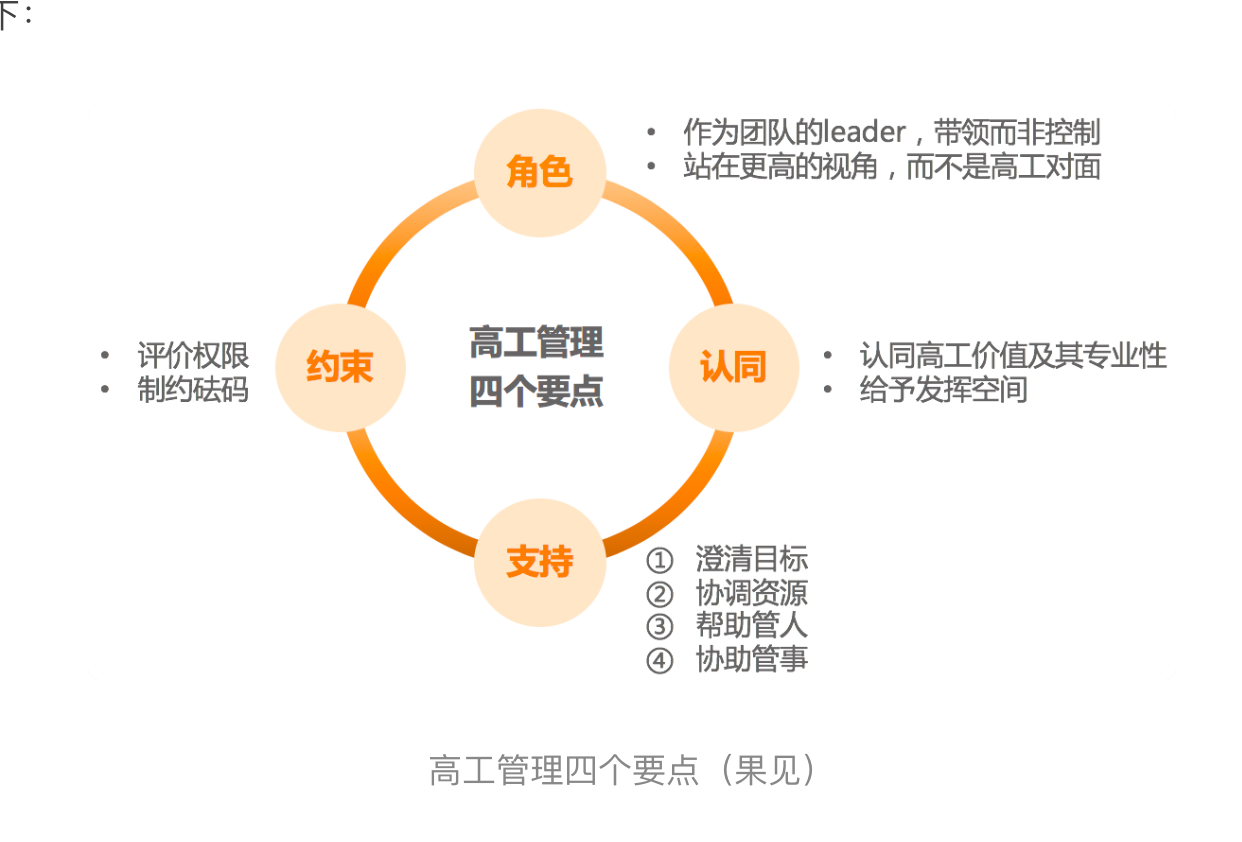 下：
角色
• 作为团队的leader，带领而非控制
• 站在更高的视角，而不是高工对面
约束
• 评价权限
• 制约砝码
高工管理
四个要点
认同
• 认同高工价值及其专业性
• 给予发挥空间
支持
① 澄清目标
② 协调资源
③ 帮助管人
④ 协助管事
高工管理四个要点（果见）